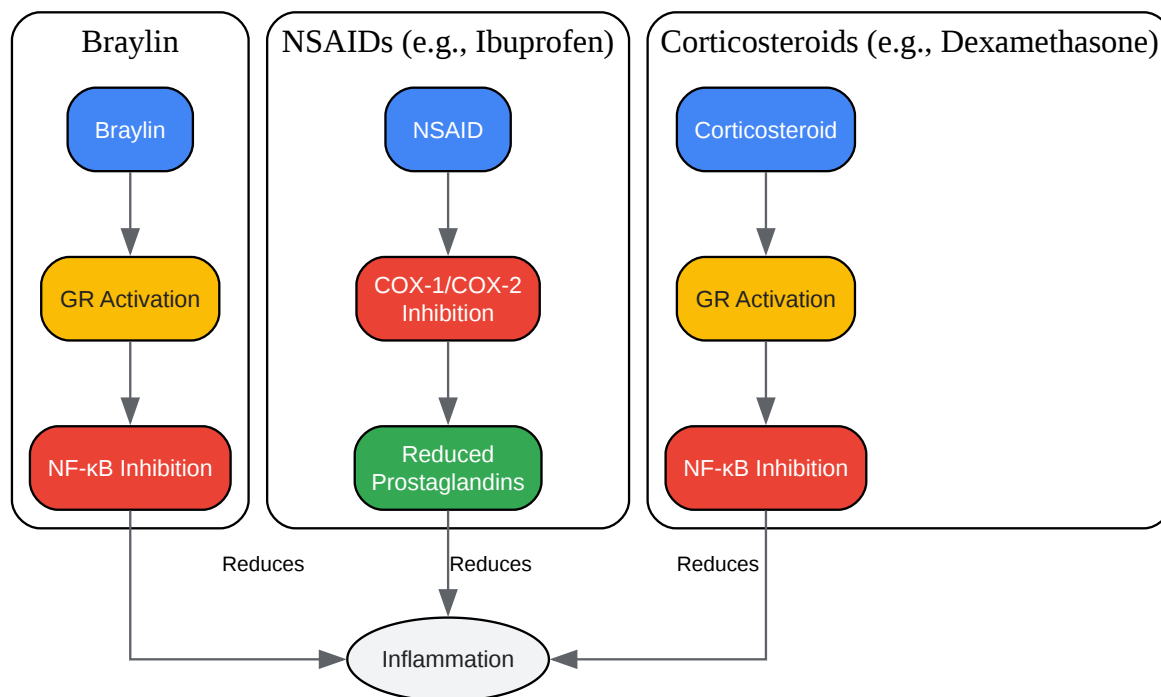 Braylin
NSAIDs (e.g., Ibuprofen)
Corticosteroids (e.g., Dexamethasone)
Braylin
NSAID
Corticosteroid
GR Activation
COX-1/COX-2
Inhibition
GR Activation
NF-κB Inhibition
Reduced
Prostaglandins
NF-κB Inhibition
Reduces
Reduces
Reduces
Inflammation